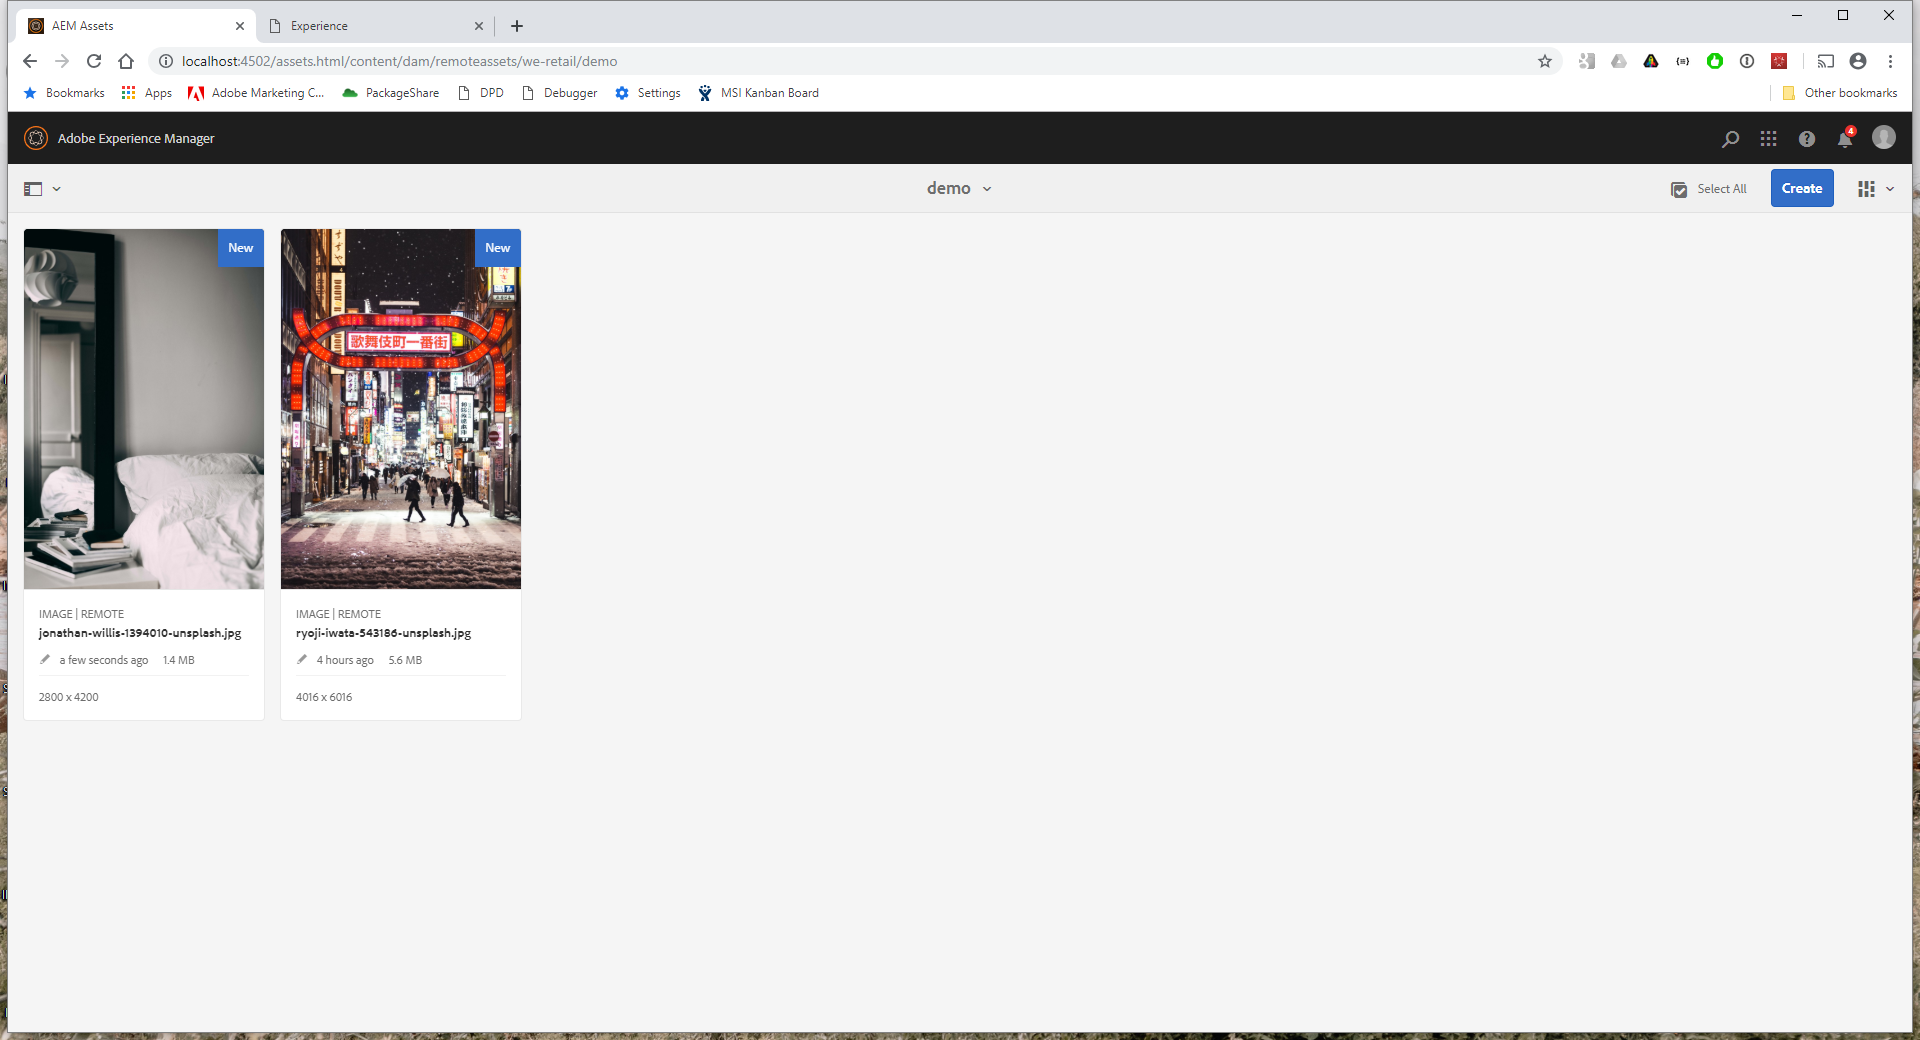 AEM Assets
Experience
localhost:4502/assets.html/content/dam/remoteassets/we-retail/demo
Bookmarks
Apps
Adobe Marketing C...
PackageShare
DPD
Debugger
Settings
MSI Kanban Board
Other bookmarks
Adobe Experience Manager
4
demo
Select All
Create
New
New
歌舞伎町一番街
IMAGE | REMOTE
jonathan-willis-1394010-unsplash.jpg
a few seconds ago 1.4 MB
2800 x 4200
IMAGE | REMOTE
ryoji-iwata-543186-unsplash.jpg
4 hours ago 5.6 MB
4016 x 6016